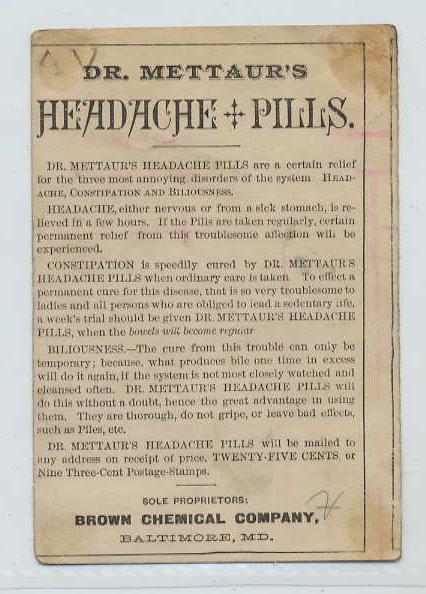 DR. METTAUR'S
HEADACHE PILLS.
DR. METTAUR'S HEADACHE PILLS are a certain relief
for the three most annoying disorders of the system HEAD-
ACHE, CONSTIPATION AND BILIOUSNESS.
HEADACHE, either nervous or from a sick stomach, is re-
lieved in a few hours. If the Pills are taken regularly, certain
permanent relief from this troublesome affection will be
experienced.
CONSTIPATION is speedily cured by DR. METTAUR'S
HEADACHE PILLS when ordinary care is taken To effect a
permanent cure for this disease, that is so very troublesome to
ladies and all persons who are obliged to lead a sedentary life,
a week's trial should be given DR. METTAUR'S HEADACHE
PILLS, when the bowels will become regular
BILIOUSNESS.—The cure from this trouble can only be
temporary; because, what produces bile one time in excess
will do it again, if the system is not most closely watched and
cleansed often. DR. METTAUR'S HEADACHE PILLS will
do this without a doubt, hence the great advantage in using
them. They are thorough, do not gripe, or leave bad effects,
such as Piles, etc.
DR. METTAUR'S HEADACHE PILLS will be mailed to
any address on receipt of price, TWENTY-FIVE CENTS or
Nine Three-Cent Postage-Stamps.
SOLE PROPRIETORS:
BROWN CHEMICAL COMPANY,
BALTIMORE, MD.